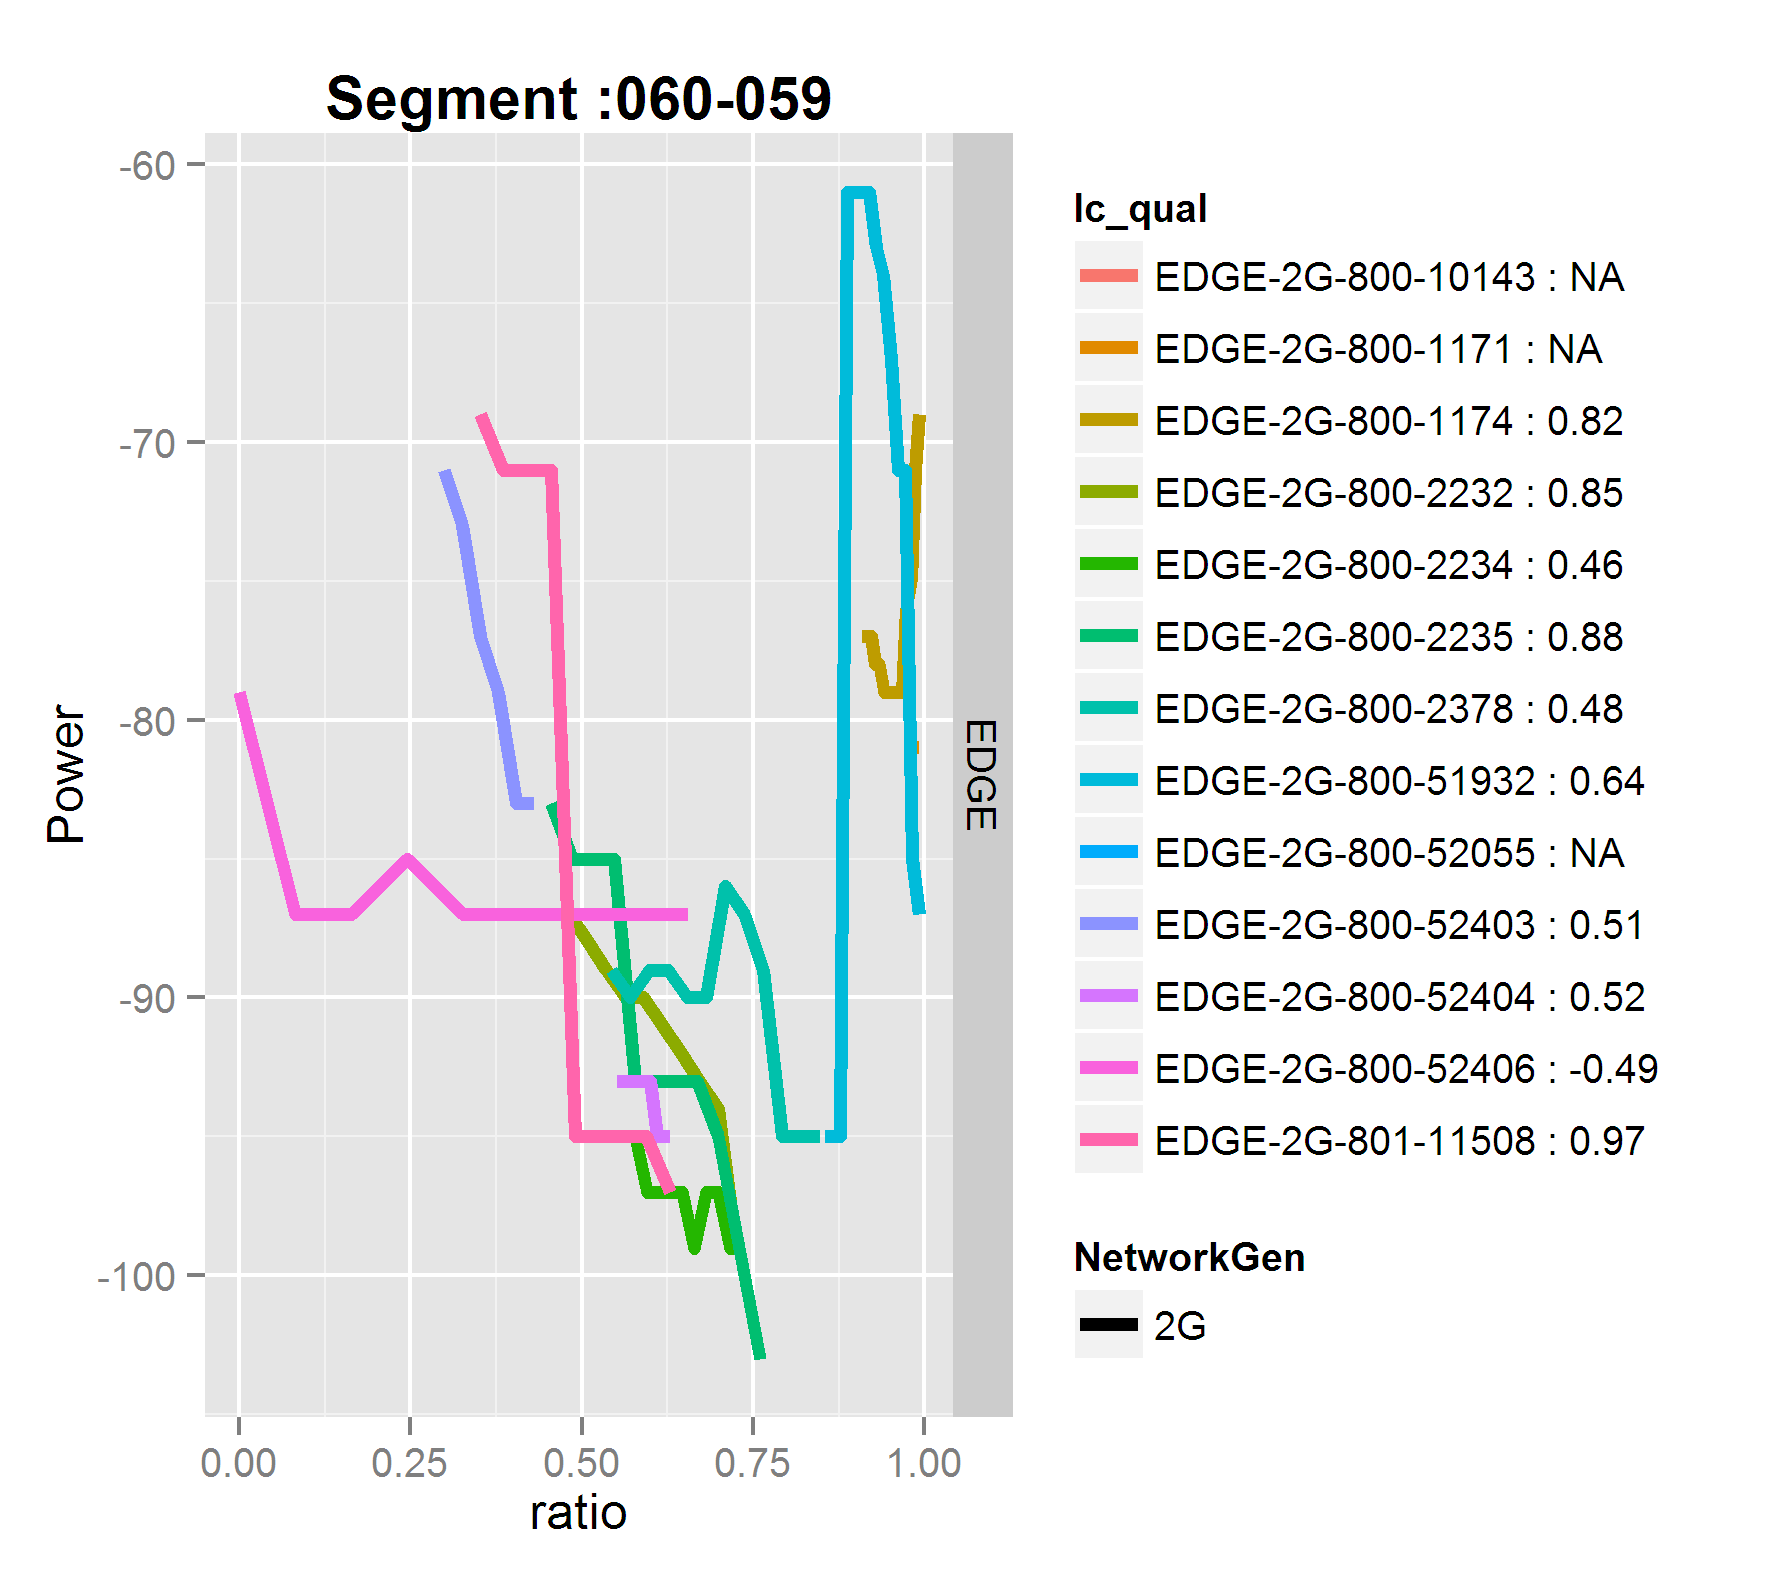 Segment :060-059
-60
-70
-80
-90
-100
Power
EDGE
0.00 0.25 0.50 0.75 1.00
ratio
lc_qual
EDGE-2G-800-10143 : NA
EDGE-2G-800-1171 : NA
EDGE-2G-800-1174 : 0.82
EDGE-2G-800-2232 : 0.85
EDGE-2G-800-2234 : 0.46
EDGE-2G-800-2235 : 0.88
EDGE-2G-800-2378 : 0.48
EDGE-2G-800-51932 : 0.64
EDGE-2G-800-52055 : NA
EDGE-2G-800-52403 : 0.51
EDGE-2G-800-52404 : 0.52
EDGE-2G-800-52406 : -0.49
EDGE-2G-801-11508 : 0.97
NetworkGen
2G